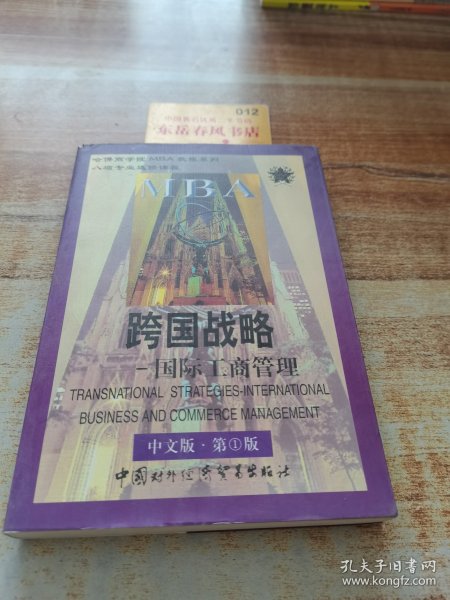 012
东岳春风书店
哈佛商学院MBA教程系列
MBA
跨国战略
-国际工商管理
TRANSNATIONAL STRATEGIES-INTERNATIONAL
BUSINESS AND COMMERCE MANAGEMENT
中文版·第①版
中国对外经济贸易出版社
孔夫子旧书网
www.kongfz.com